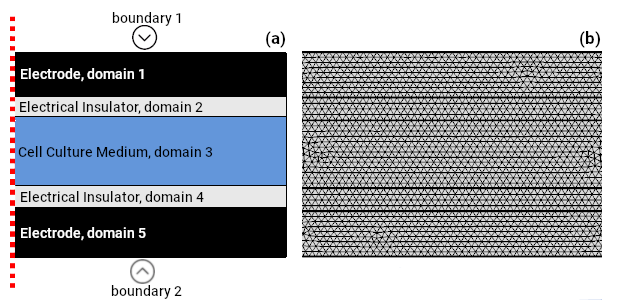 boundary 1
(a)
(b)
Electrode, domain 1
Electrical Insulator, domain 2
Cell Culture Medium, domain 3
Electrical Insulator, domain 4
Electrode, domain 5
boundary 2